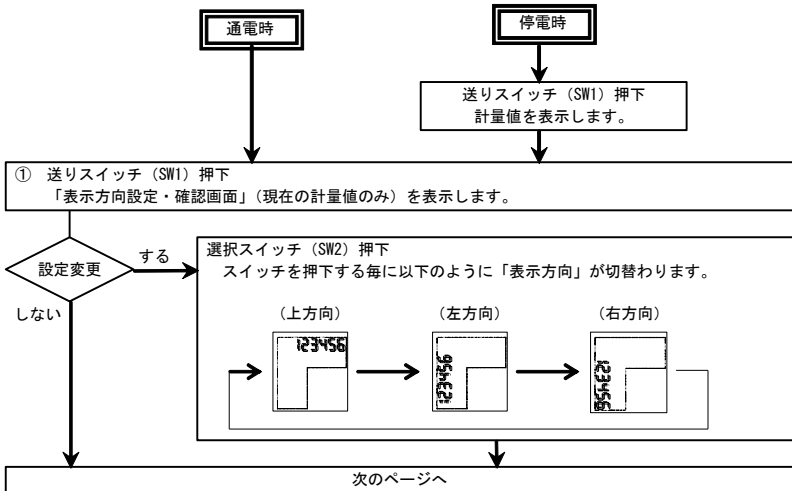 通電時
停電時
送りスイッチ（SW1）押下
計量値を表示します。
① 送りスイッチ（SW1）押下
「表示方向設定・確認画面」（現在の計量値のみ）を表示します。
設定変更
する
しない
選択スイッチ（SW2）押下
スイッチを押下する毎に以下のように「表示方向」が切替わります。
（上方向）
（左方向）
（右方向）
123456
123456
123456
次のページへ